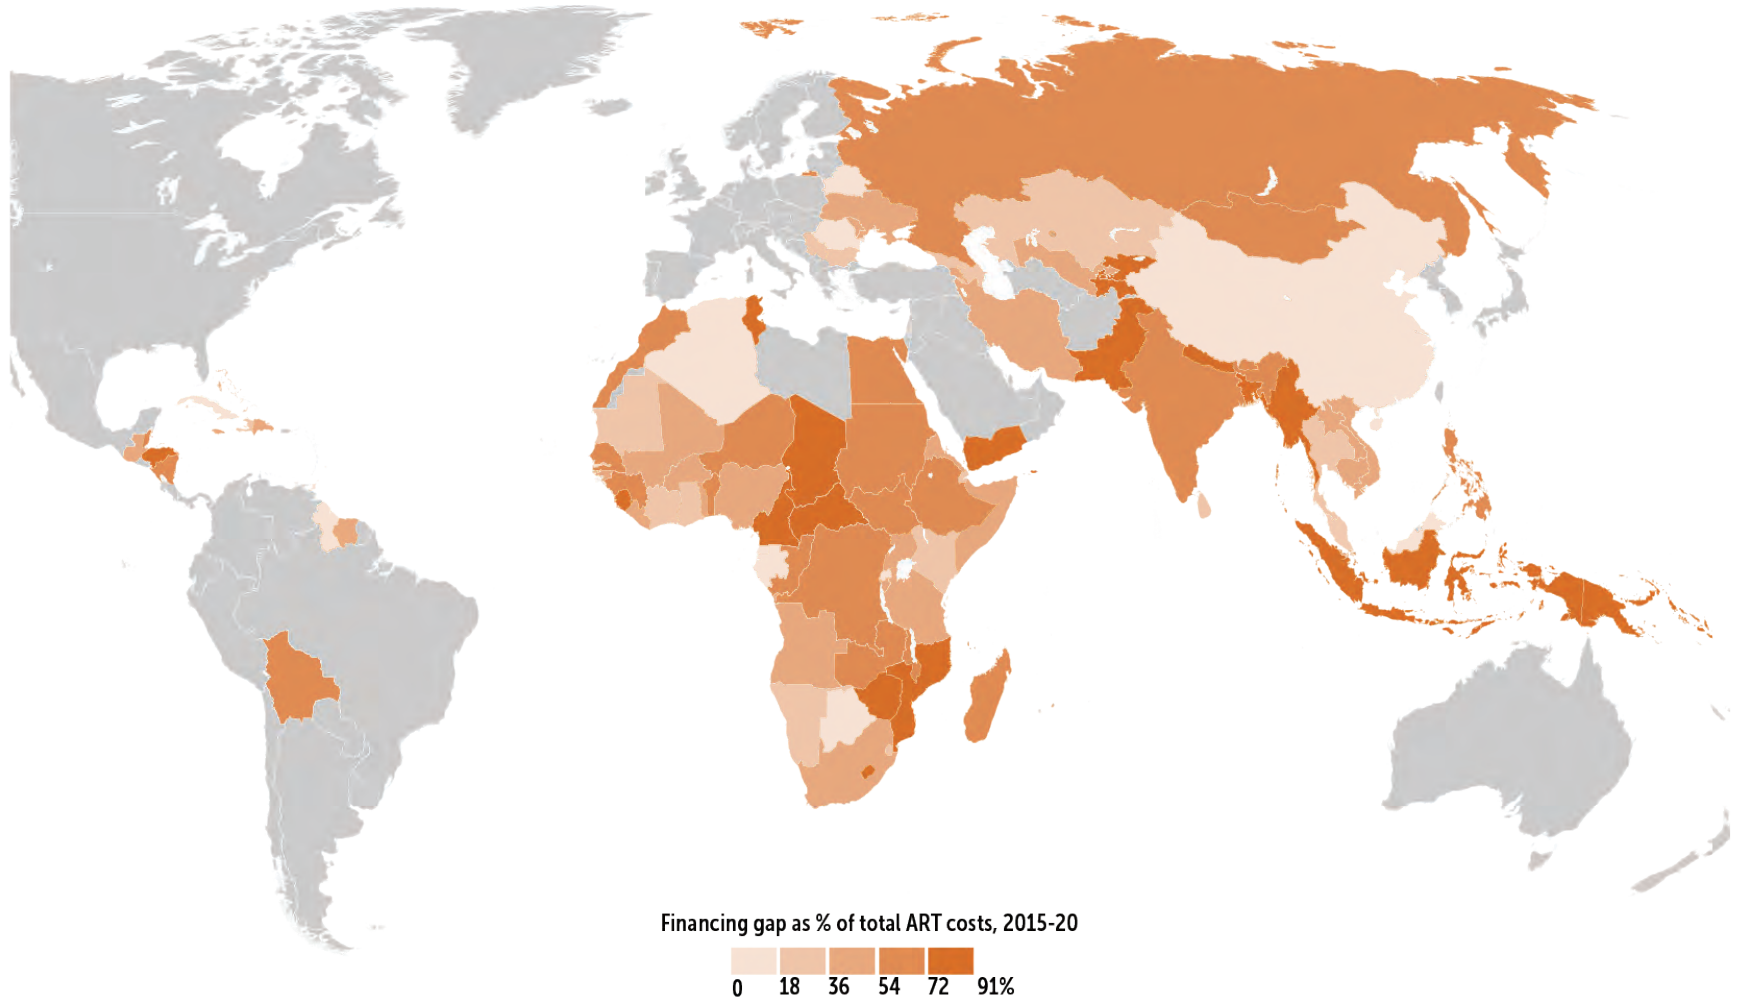 Financing gap as % of total ART costs, 2015-20
0 18 36 54 72 91%